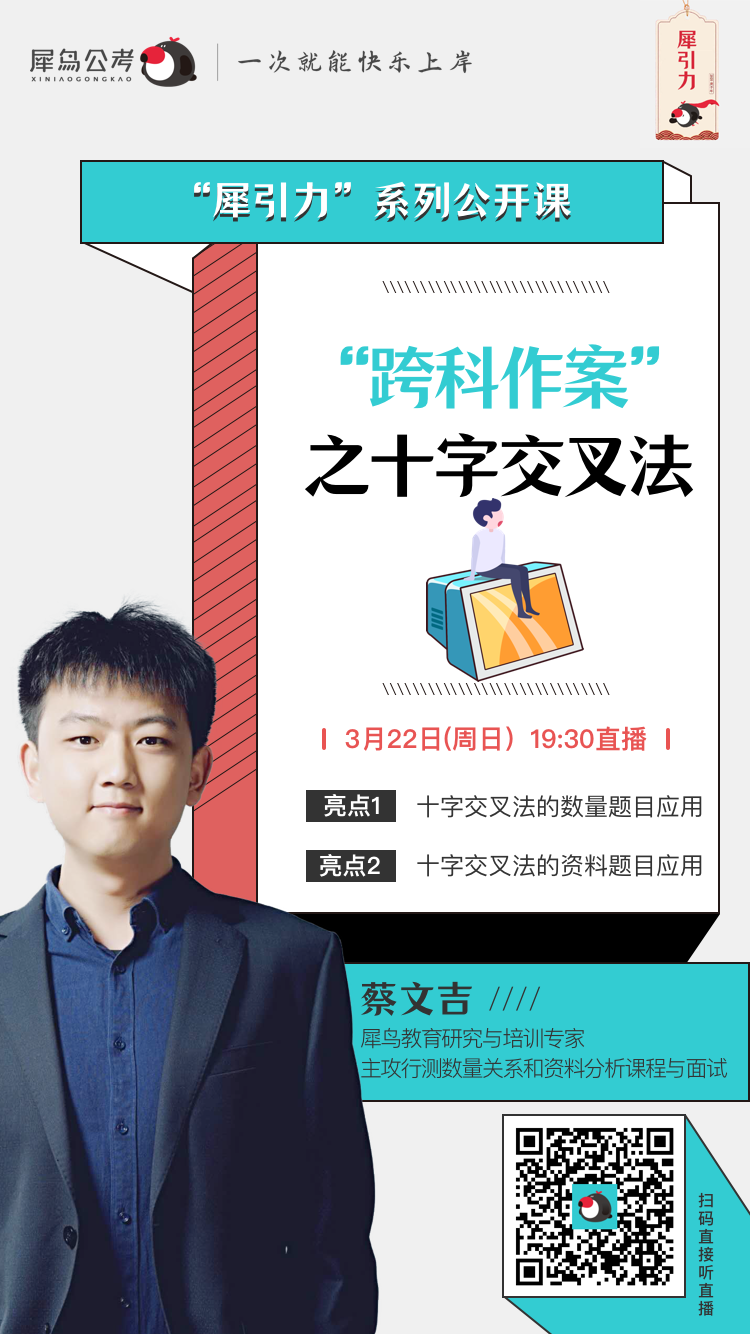 犀鸟公考
XINIAOGONGKAO
一次就能快乐上岸
犀引力
“犀引力”系列公开课
“跨科作案”
之十字交叉法
3月22日(周日）19:30直播
亮点1 十字交叉法的数量题目应用
亮点2 十字交叉法的资料题目应用
蔡文吉 ////
犀鸟教育研究与培训专家
主攻行测数量关系和资料分析课程与面试
扫码直接听直播